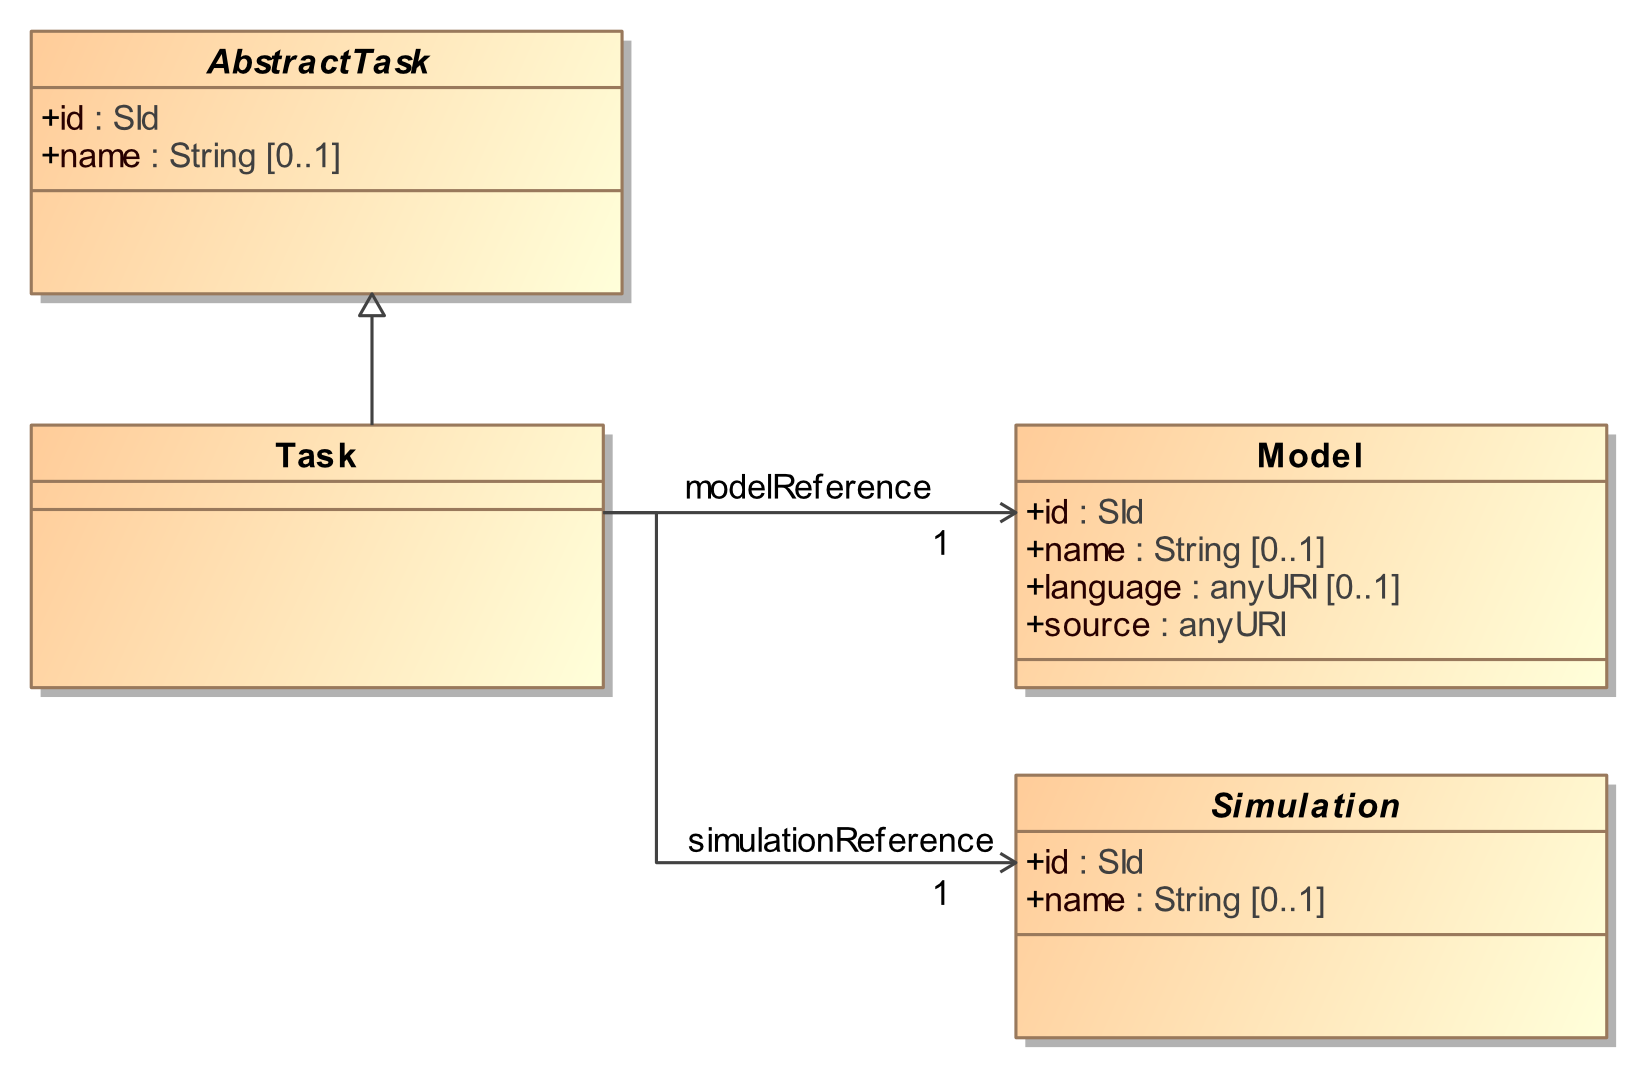 AbstractTask
+id : SId
+name : String [0..1]
Task
modelReference
1
Model
+id : SId
+name : String [0..1]
+language : anyURI [0..1]
+source : anyURI
simulationReference
1
Simulation
+id : SId
+name : String [0..1]